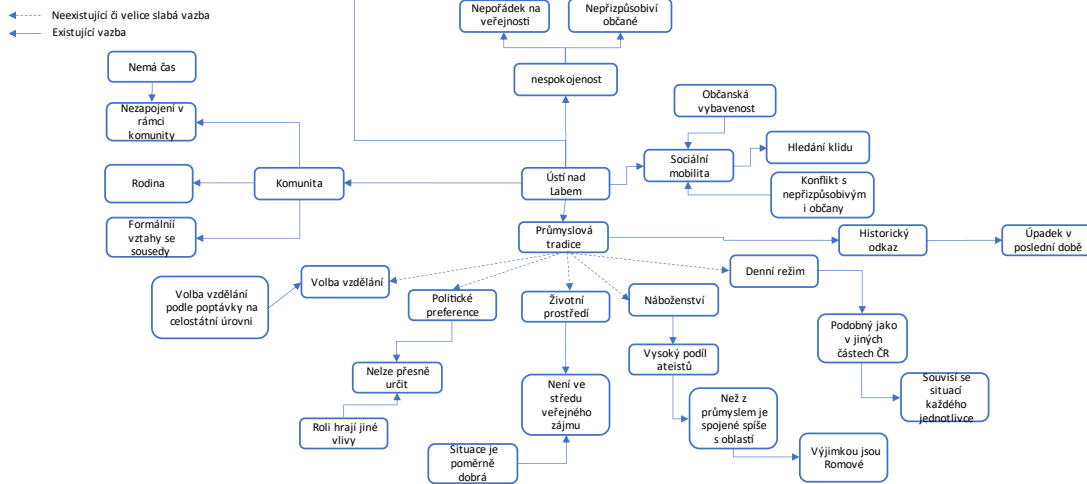 Neexistující či velice slabá vazba
Existující vazba
Nepořádek na
veřejnosti
Nepřizpůsobiví
občané
Nemá čas
nespokojenost
Občanská
vybavenost
Nezapojení v
rámci
komunity
Hledání klidu
Sociální
mobilita
Rodina
Komunita
Ústí nad
Labem
Konflikt s
nepřizpůsobivým
i občany
Formálníí
vztahy se
sousedy
Průmyslová
tradice
Historický
odkaz
Úpadek v
poslední době
Volba vzdělání
Denní režim
Volba vzdělání
podle poptávky na
celostátní úrovni
Politické
preference
Životní
prostředí
Náboženství
Podobný jako
v jiných
částech ČR
Nelze přesně
určit
Vysoký podíl
ateistů
Není ve
středu
veřejného
zájmu
Souvisí se
situací
každého
jednotlivce
Než z
průmyslem je
spojené spíše
s oblastí
Roli hrají jiné
vlivy
Situace je
poměrně
dobrá
Výjimkou jsou
Romové